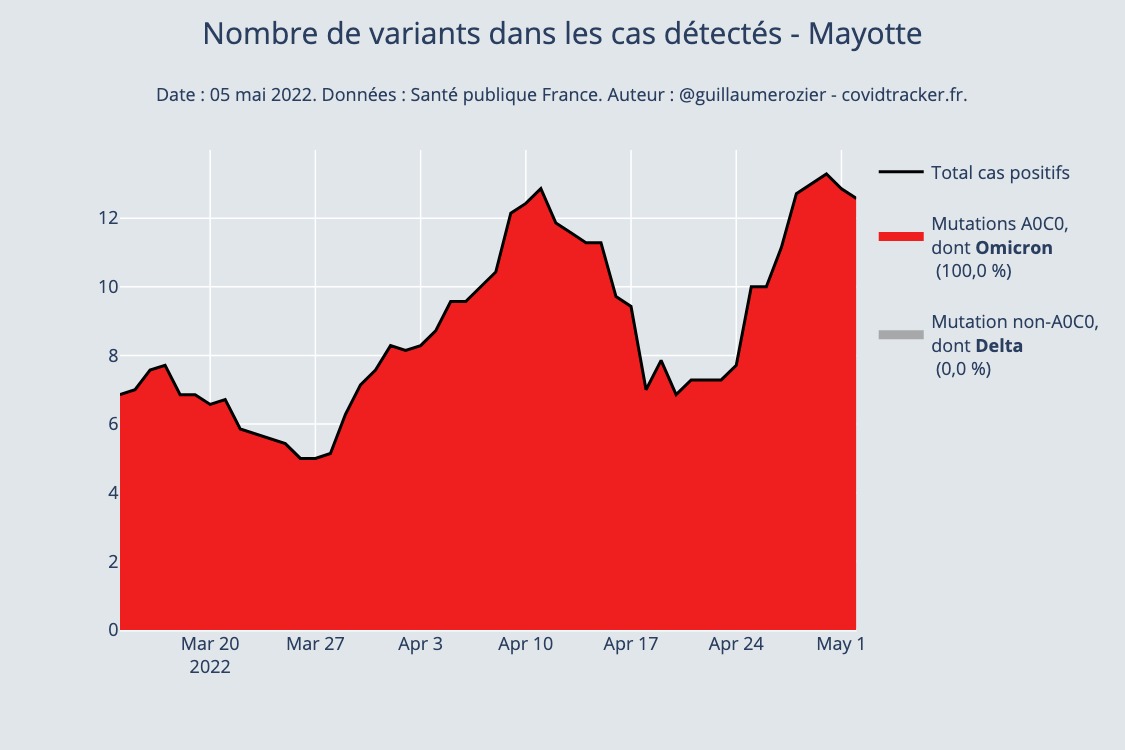 Nombre de variants dans les cas détectés - Mayotte
Date : 05 mai 2022. Données : Santé publique France. Auteur : @guillaumerozier - covidtracker.fr.
Total cas positifs
Mutations A0C0,
dont Omicron
(100,0 %)
Mutation non-A0C0,
dont Delta
(0,0 %)
12
10
8
6
4
2
0
Mar 20 Mar 27 Apr 3 Apr 10 Apr 17 Apr 24 May 1
2022